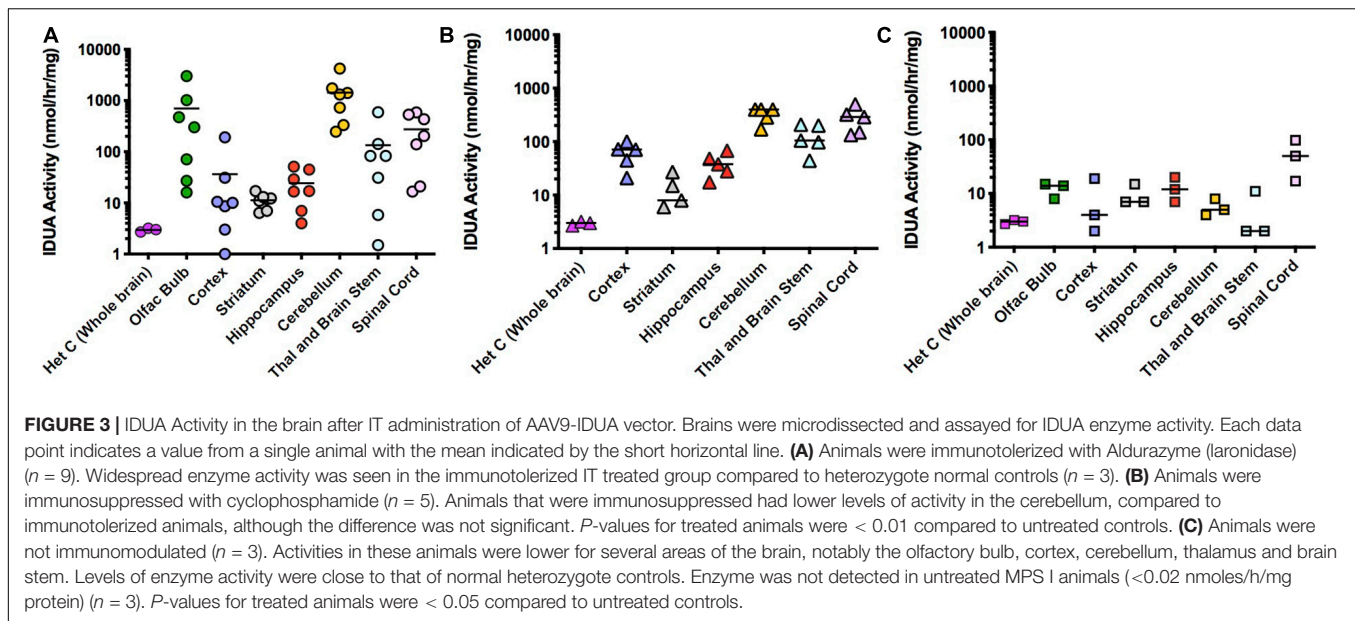 A
IDUA Activity (nmol/hr/mg)
10000
1000
100
10
1
Het C (Whole brain)
Olfac Bulb
Cortex
Striatum
Hippocampus
Cerebellum
Thal and Brain Stem
Spinal Cord
B
IDUA Activity (nmol/hr/mg)
10000
1000
100
10
1
Het C (Whole brain)
Cortex
Striatum
Hippocampus
Cerebellum
Thal and Brain Stem
Spinal Cord
C
IDUA Activity (nmol/hr/mg)
10000
1000
100
10
1
Het C (Whole brain)
Olfac Bulb
Cortex
Striatum
Hippocampus
Cerebellum
Thal and Brain Stem
Spinal Cord
FIGURE 3 | IDUA Activity in the brain after IT administration of AAV9-IDUA vector. Brains were microdissected and assayed for IDUA enzyme activity. Each data
point indicates a value from a single animal with the mean indicated by the short horizontal line. (A) Animals were immunotolerized with Aldurazyme (laronidase)
(n = 9). Widespread enzyme activity was seen in the immunotolerized IT treated group compared to heterozygote normal controls (n = 3). (B) Animals were
immunosuppressed with cyclophosphamide (n = 5). Animals that were immunosuppressed had lower levels of activity in the cerebellum, compared to
immunotolerized animals, although the difference was not significant. P-values for treated animals were < 0.01 compared to untreated controls. (C) Animals were
not immunomodulated (n = 3). Activities in these animals were lower for several areas of the brain, notably the olfactory bulb, cortex, cerebellum, thalamus and brain
stem. Levels of enzyme activity were close to that of normal heterozygote controls. Enzyme was not detected in untreated MPS I animals (<0.02 nmoles/h/mg
protein) (n = 3). P-values for treated animals were < 0.05 compared to untreated controls.